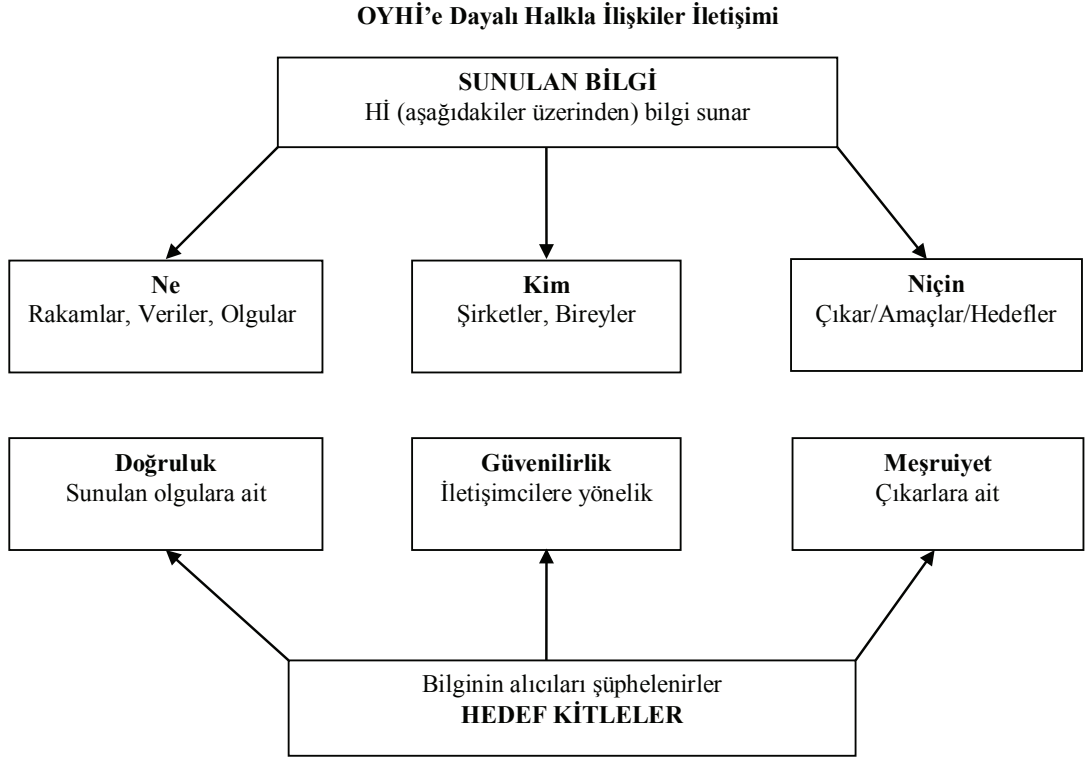 OYHİ’e Dayalı Halkla İlişkiler İletişimi
SUNULAN BİLGİ
Hİ (aşağıdakiler üzerinden) bilgi sunar
Ne
Rakamlar, Veriler, Olgular
Kim
Şirketler, Bireyler
Niçin
Çıkar/Amaçlar/Hedefler
Doğruluk
Sunulan olgulara ait
Güvenilirlik
İletişimcilere yönelik
Meşruiyet
Çıkarlara ait
Bilginin alıcıları şüphelenirler
HEDEF KİTLELER